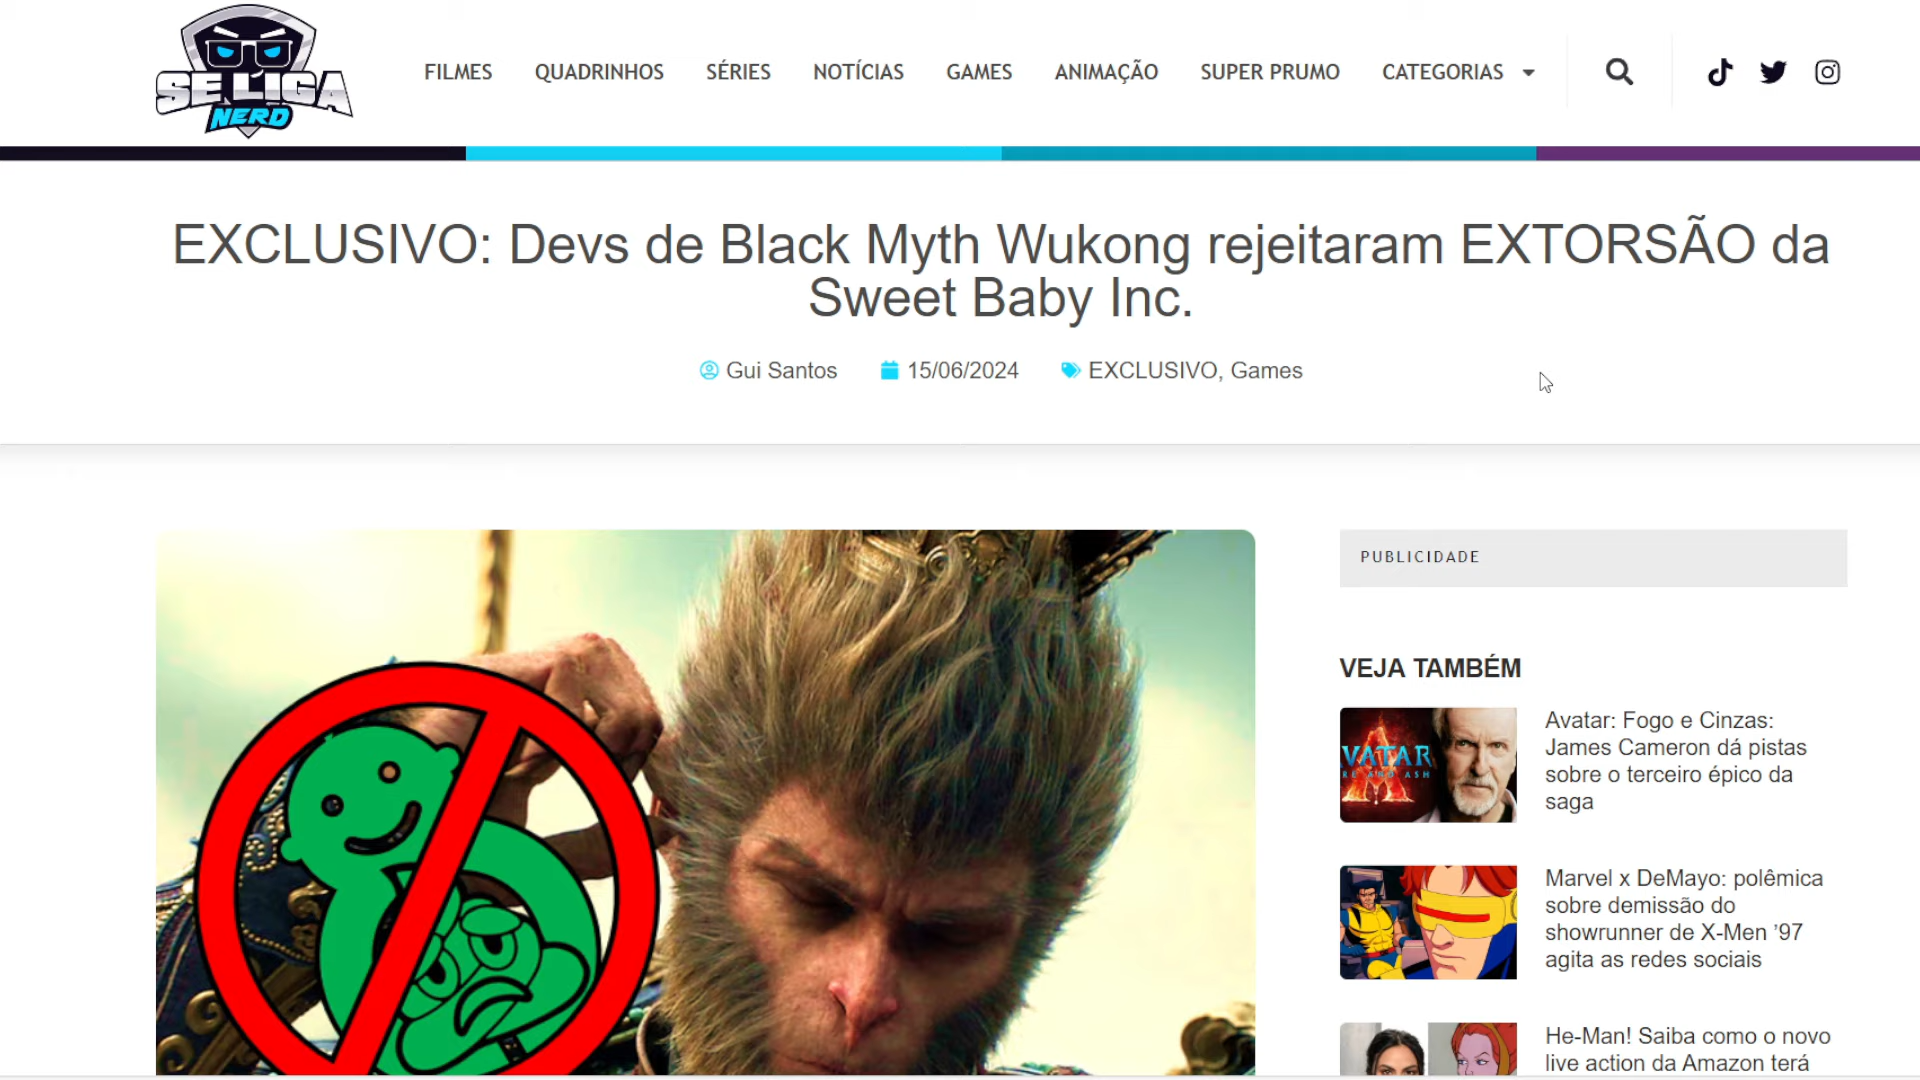 SE LIGA
NERD
FILMES
QUADRINHOS
SÉRIES
NOTÍCIAS
GAMES
ANIMAÇÃO
SUPER PRUMO
CATEGORIAS
EXCLUSIVO: Devs de Black Myth Wukong rejeitaram EXTORSÃO da
Sweet Baby Inc.
Gui Santos
15/06/2024
EXCLUSIVO, Games
PUBLICIDADE
VEJA TAMBÉM
AVATAR
Avatar: Fogo e Cinzas:
James Cameron dá pistas
sobre o terceiro épico da
saga
Marvel x DeMayo: polêmica
sobre demissão do
showrunner de X-Men ’97
agita as redes sociais
He-Man! Saiba como o novo
live action da Amazon terá